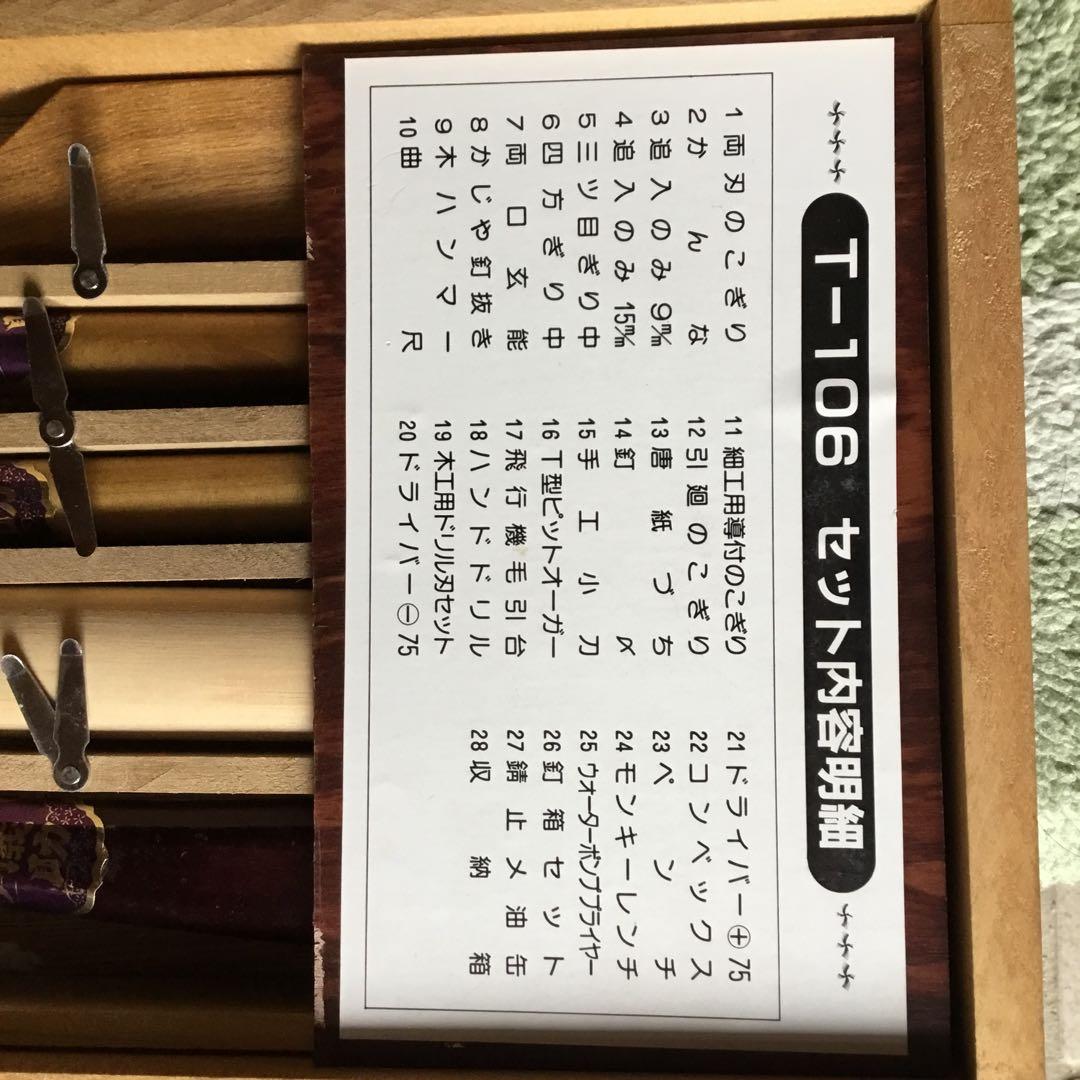 T-106 セット内容明細
1 両刃のこぎり
2 かんな
3 追入のみ 9m/m
4 追入のみ 15m/m
5 三ツ目ぎり中
6 四方ぎり中
7 両口玄能
8 かじや釘抜き
9 木ハンマー
10 曲尺
11 細工用導付のこぎり
12 引廻のこぎり
13 唐紙づち
14 釘〆
15 手工小刀
16 T型ピットオーガー
17 飛行機毛引台
18 ハンドドリル
19 木工用ドリル刃セット
20 ドライバー⊖75
21 ドライバー⊕75
22 コンベックス
23 ペンチ
24 モンキーレンチ
25 ウオーターポンププライヤー
26 釘箱セット
27 錆止メ油缶
28 収納箱